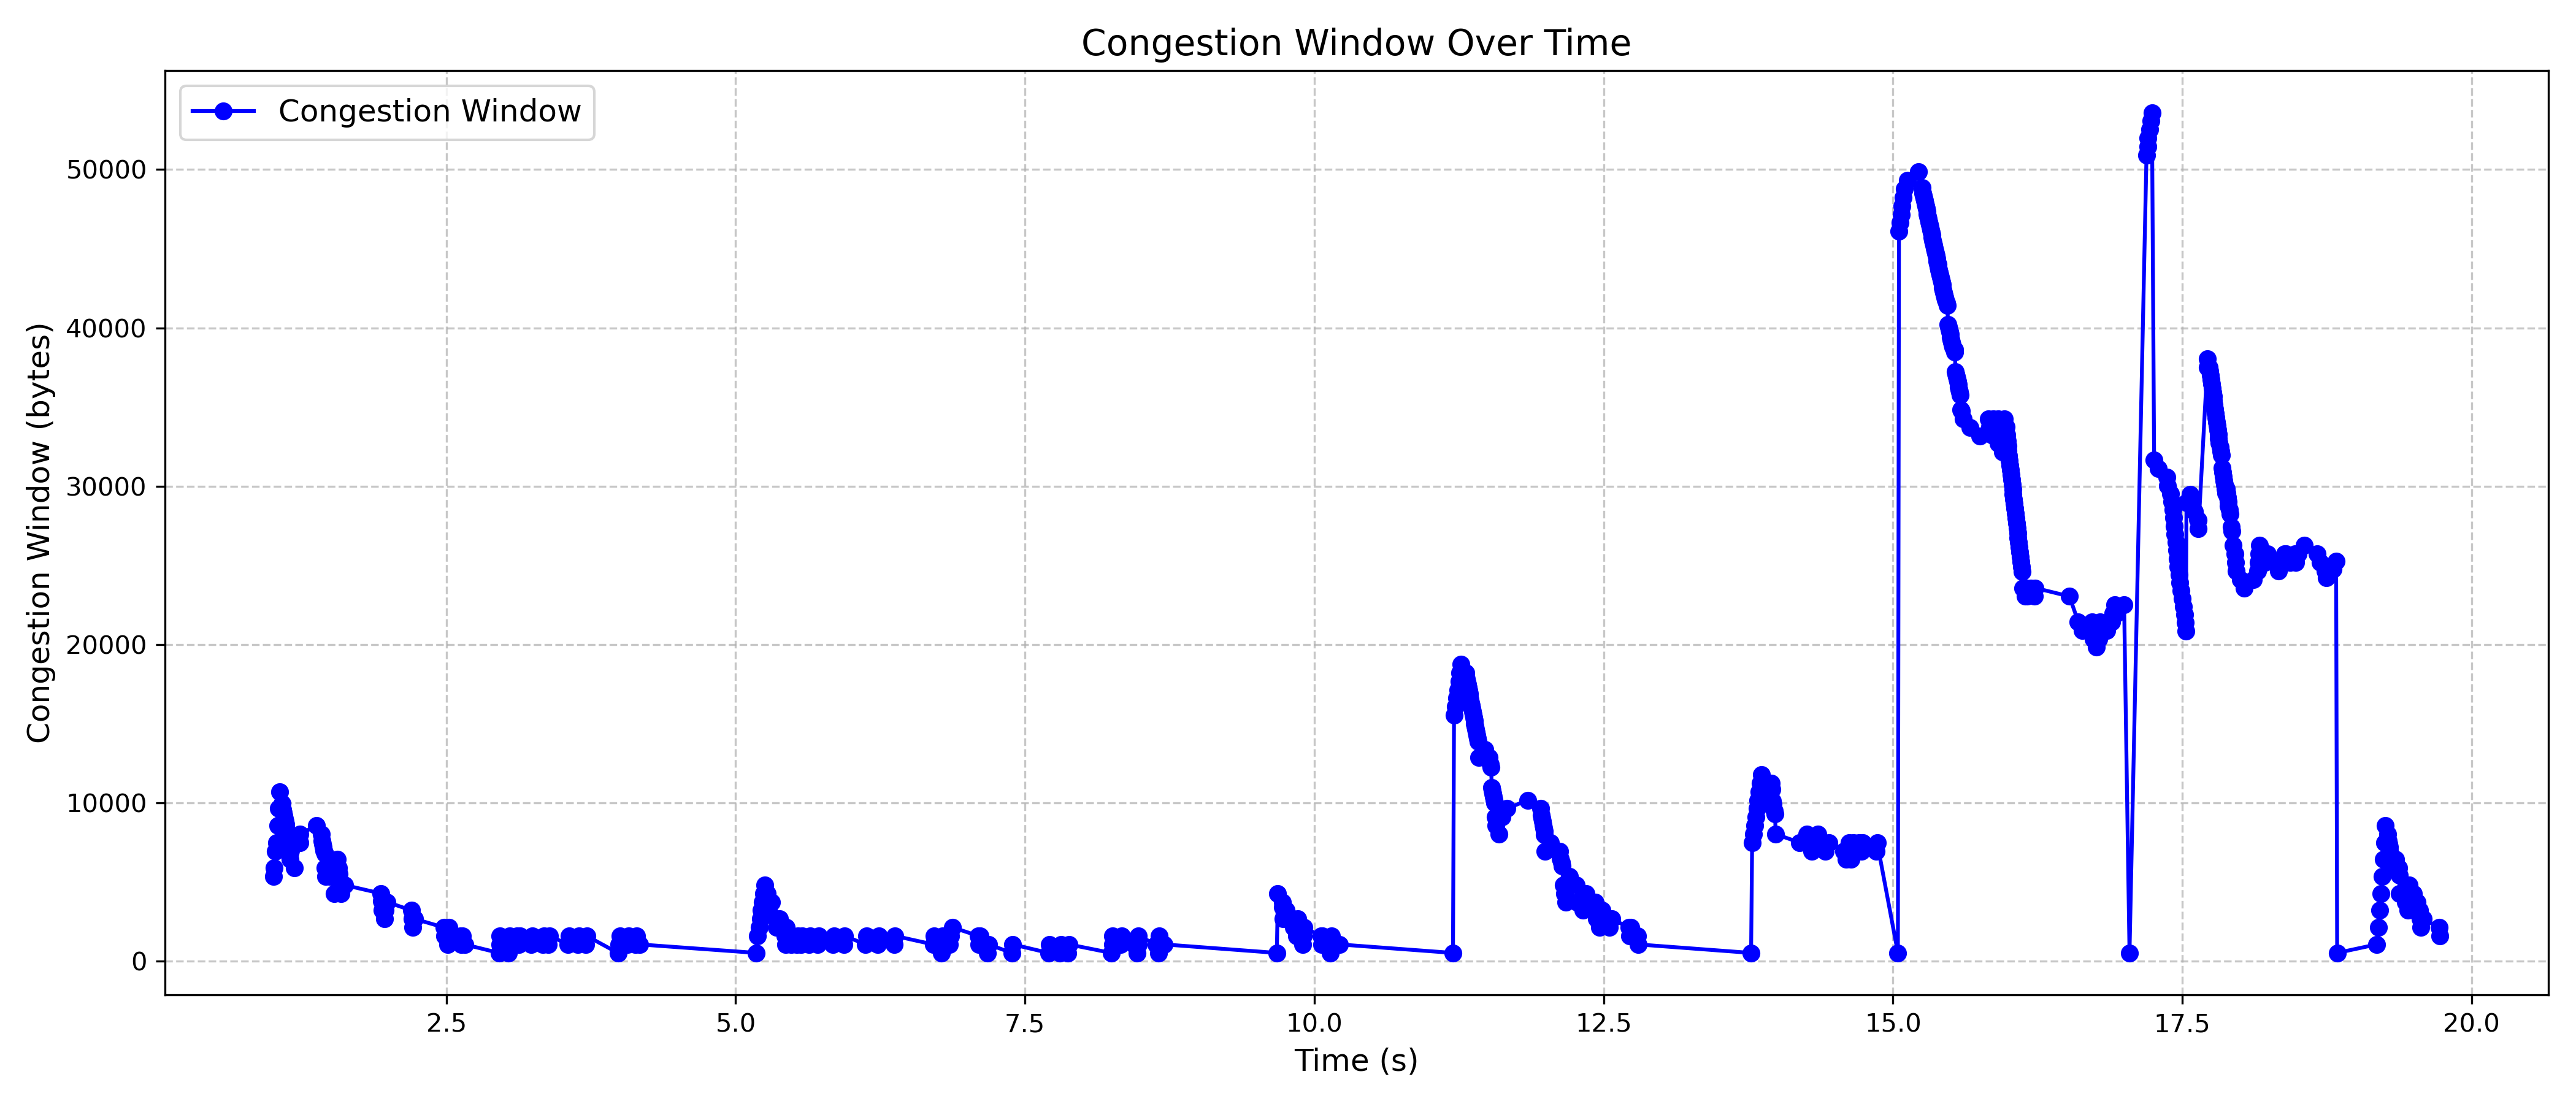 Congestion Window Over Time
Congestion Window
Congestion Window (bytes)
50000
40000
30000
20000
10000
0
2.5 5.0 7.5 10.0 12.5 15.0 17.5 20.0
Time (s)